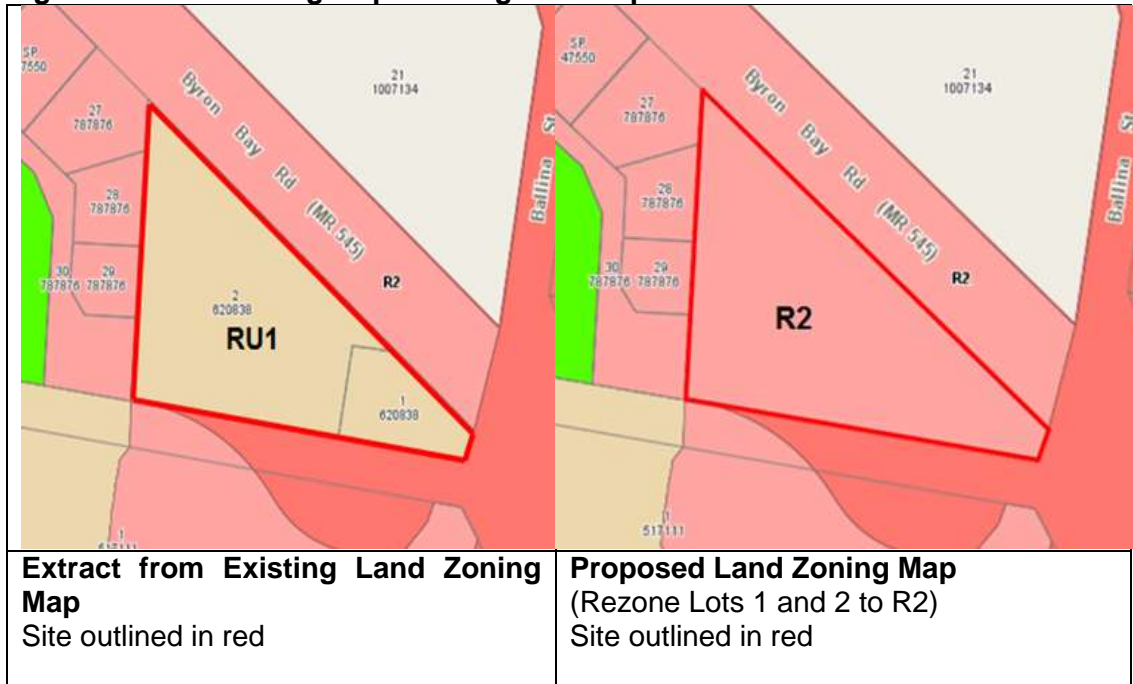 SP
7550
27
787876
28
787876
30
787876
29
787876
Byron Bay Rd (MR 545)
21
1007134
Ballina St
R2
2
620838
RU1
1
620838
1
SP
47550
27
787876
28
787876
30
787876
29
787876
Byron Bay Rd (MR 545)
21
1007134
Ballina St
R2
R2
1
517111
Extract from Existing Land Zoning
Map
Site outlined in red
Proposed Land Zoning Map
(Rezone Lots 1 and 2 to R2)
Site outlined in red